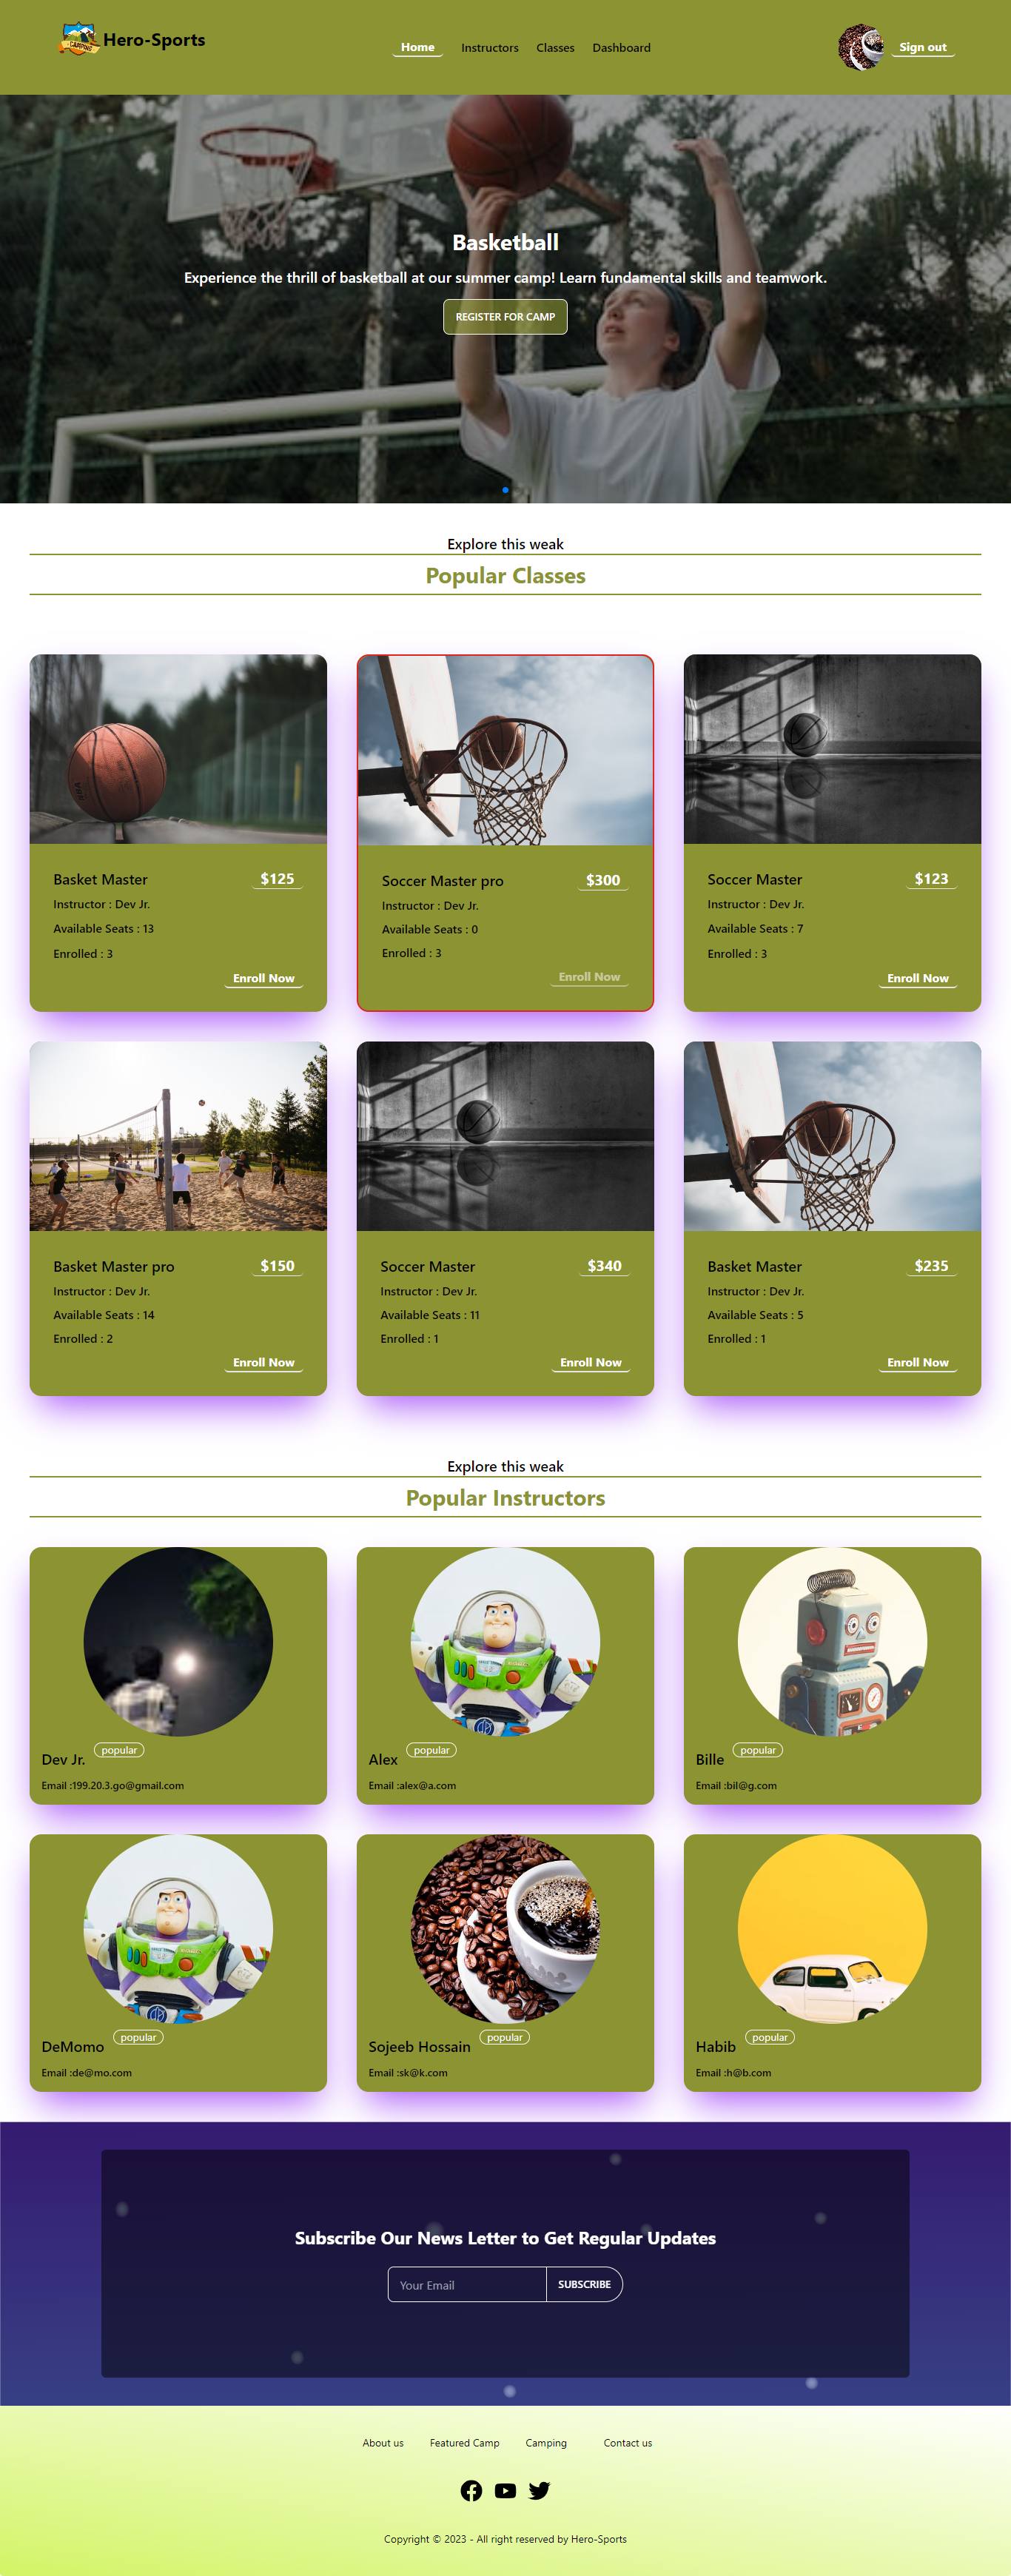 CAMPING
Hero-Sports
Home
Instructors
Classes
Dashboard
Sign out
Basketball
Experience the thrill of basketball at our summer camp! Learn fundamental skills and teamwork.
REGISTER FOR CAMP
Explore this weak
Popular Classes
Basket Master
$125
Instructor : Dev Jr.
Available Seats : 13
Enrolled : 3
Enroll Now
Soccer Master pro
$300
Instructor : Dev Jr.
Available Seats : 0
Enrolled : 3
Enroll Now
Soccer Master
$123
Instructor : Dev Jr.
Available Seats : 7
Enrolled : 3
Enroll Now
Basket Master pro
$150
Instructor : Dev Jr.
Available Seats : 14
Enrolled : 2
Enroll Now
Soccer Master
$340
Instructor : Dev Jr.
Available Seats : 11
Enrolled : 1
Enroll Now
Basket Master
$235
Instructor : Dev Jr.
Available Seats : 5
Enrolled : 1
Enroll Now
Explore this weak
Popular Instructors
Dev Jr.
popular
Email :199.20.3.go@gmail.com
Alex
popular
Email :alex@a.com
Bille
popular
Email :bil@g.com
DeMomo
popular
Email :de@mo.com
Sojeeb Hossain
popular
Email :sk@k.com
Habib
popular
Email :h@b.com
Subscribe Our News Letter to Get Regular Updates
Your Email
SUBSCRIBE
About us
Featured Camp
Camping
Contact us
Copyright © 2023 - All right reserved by Hero-Sports